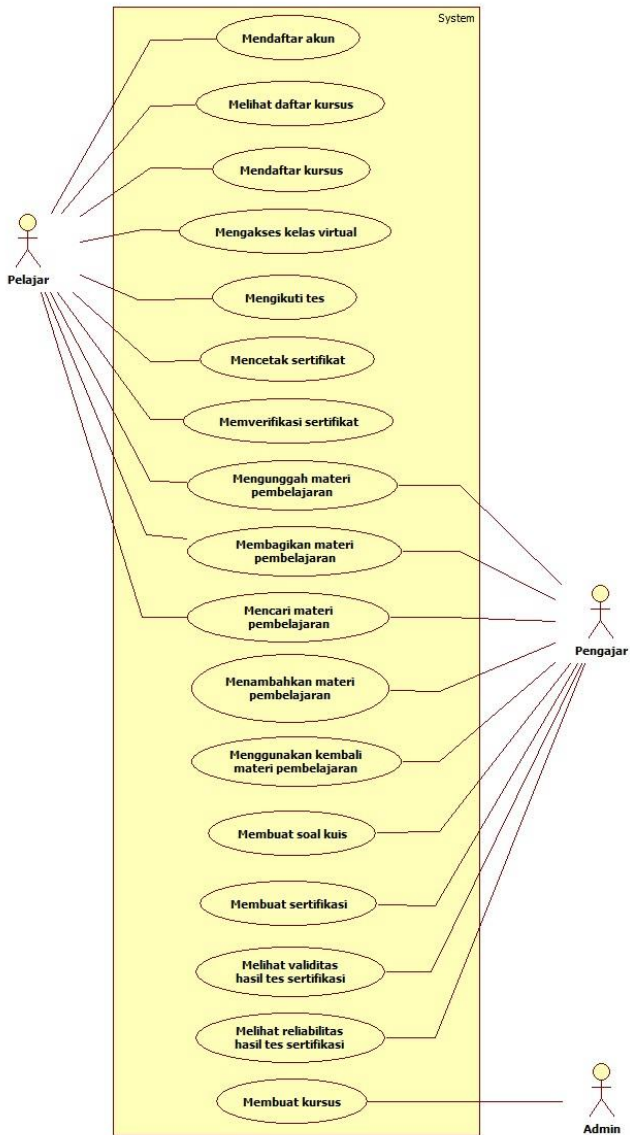 System
Mendaftar akun
Melihat daftar kursus
Mendaftar kursus
Pelajar
Mengakses kelas virtual
Mengikuti tes
Mencetak sertifikat
Memverifikasi sertifikat
Mengunggah materi
pembelajaran
Membagikan materi
pembelajaran
Mencari materi
pembelajaran
Pengajar
Menambahkan materi
pembelajaran
Menggunakan kembali
materi pembelajaran
Membuat soal kuis
Membuat sertifikasi
Melihat validitas
hasil tes sertifikasi
Melihat reliabilitas
hasil tes sertifikasi
Membuat kursus
Admin